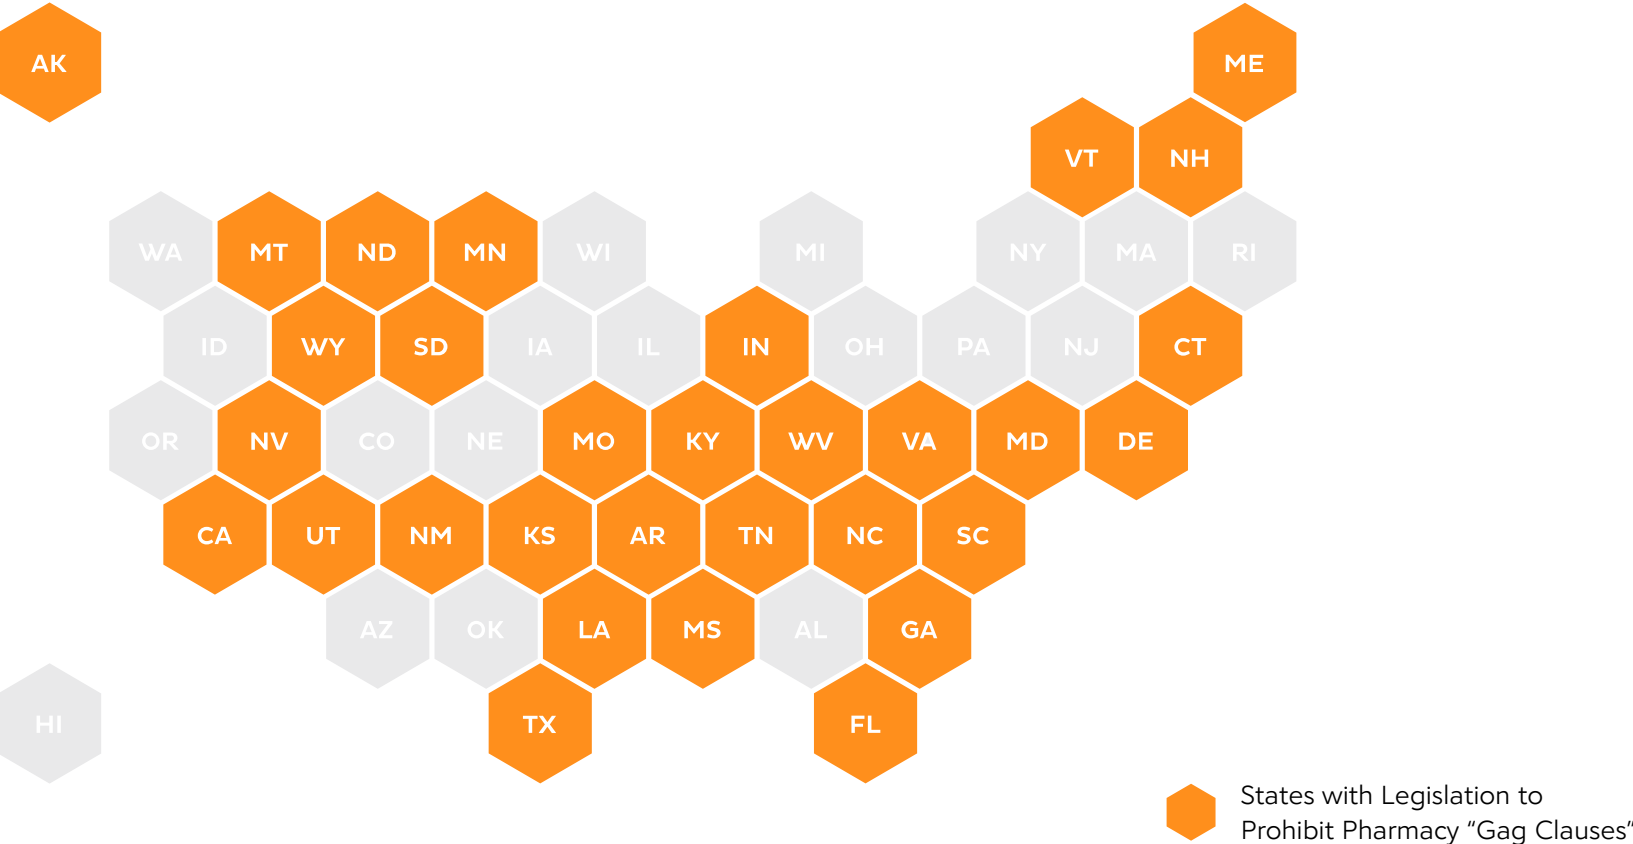 AK
ME
VT NH
WA MT ND MN WI MI NY MA RI
ID WY SD IA IL IN OH PA NJ CT
OR NV CO NE MO KY WV VA MD DE
CA UT NM KS AR TN NC SC
AZ OK LA MS AL GA
HI TX FL
States with Legislation to
Prohibit Pharmacy “Gag Clauses”